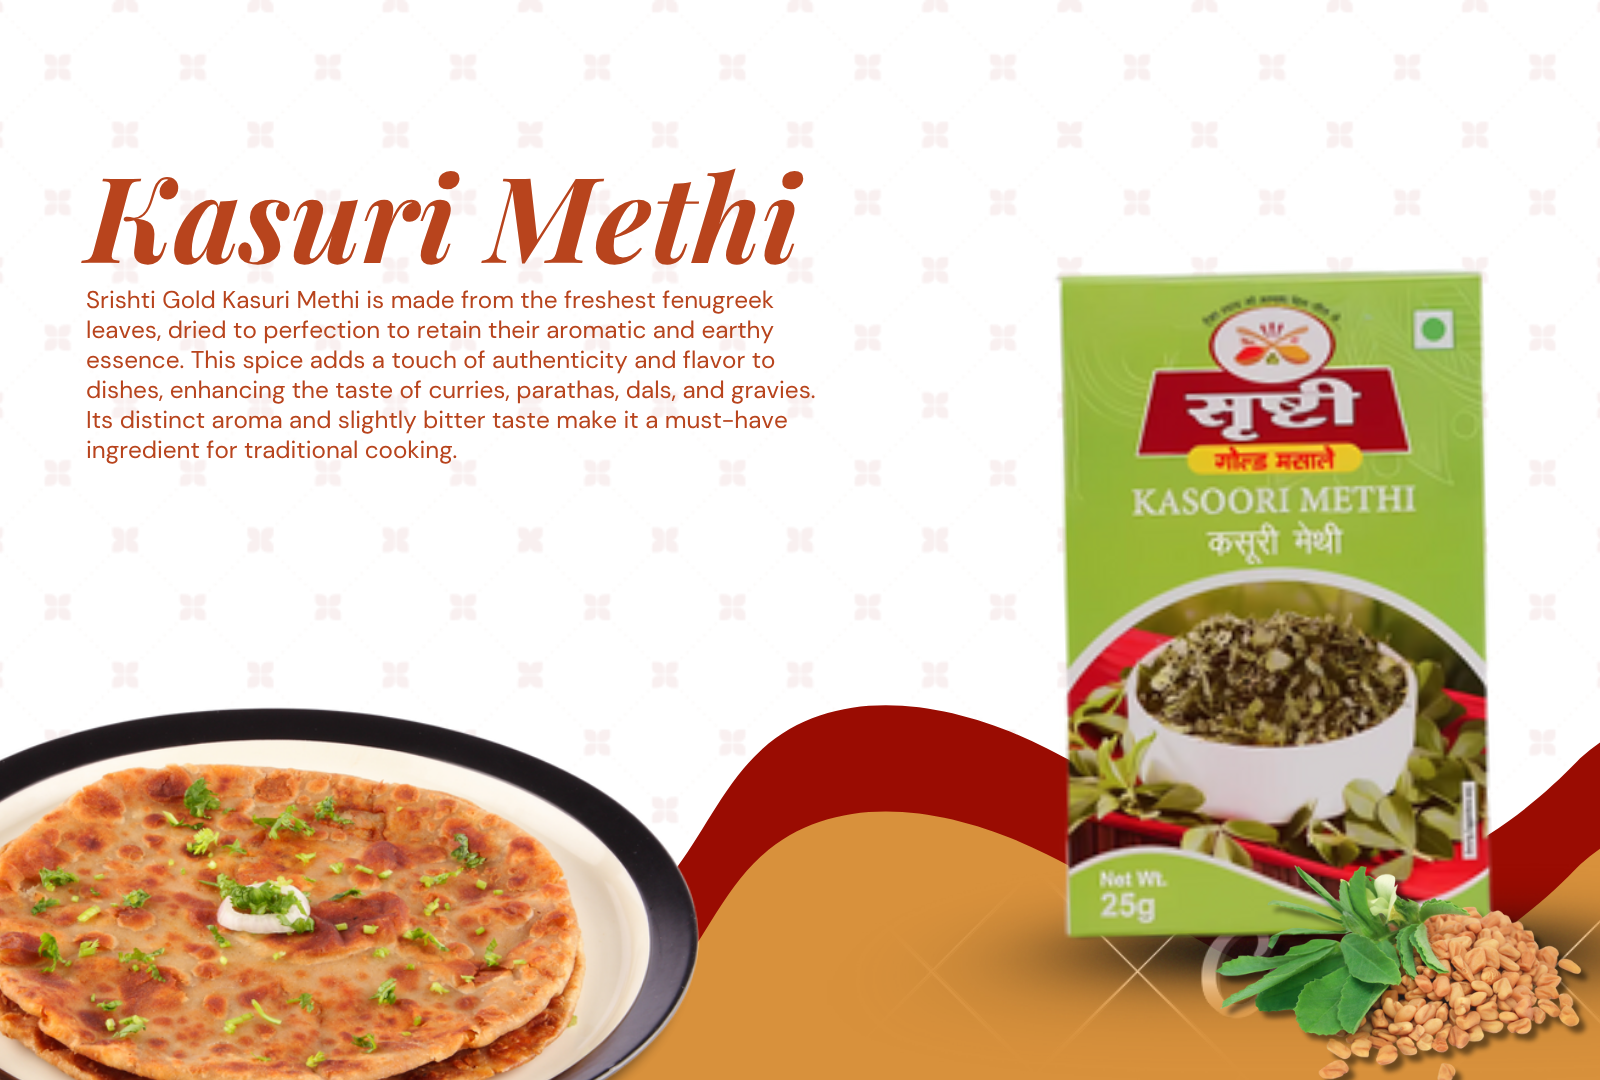 Kasuri Methi
Srishti Gold Kasuri Methi is made from the freshest fenugreek
leaves, dried to perfection to retain their aromatic and earthy
essence. This spice adds a touch of authenticity and flavor to
dishes, enhancing the taste of curries, parathas, dals, and gravies.
Its distinct aroma and slightly bitter taste make it a must-have
ingredient for traditional cooking.
सृष्टी
गोल्ड मसाले
KASOORI METHI
कसूरी मेथी
Net Wt.
25g